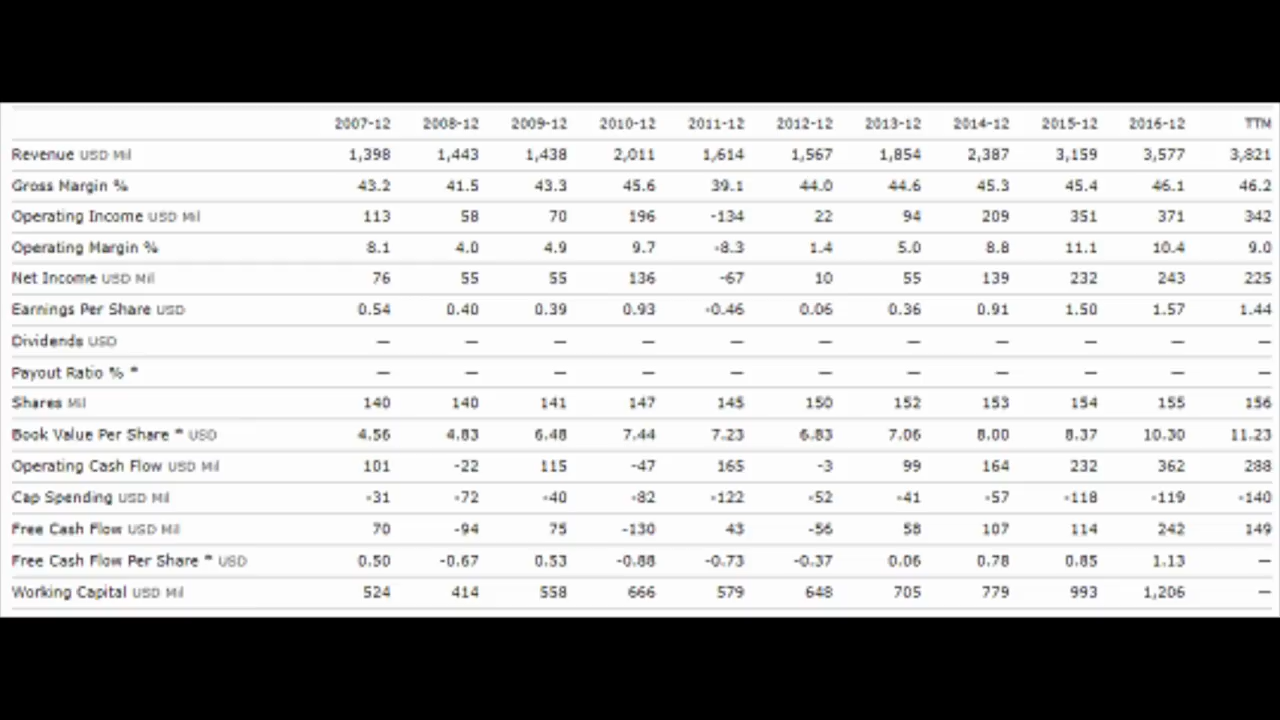 2007-12 2008-12 2009-12 2010-12 2011-12 2012-12 2013-12 2014-12 2015-12 2016-12 TTM
Revenue USD Mil 1,398 1,443 1,438 2,011 1,614 1,567 1,854 2,387 3,159 3,577 3,821
Gross Margin % 43.2 41.5 43.3 45.6 39.1 44.0 44.6 45.3 45.4 46.1 46.2
Operating Income USD Mil 113 58 70 196 -134 22 94 209 351 371 342
Operating Margin % 8.1 4.0 4.9 9.7 -8.3 1.4 5.0 8.8 11.1 10.4 9.0
Net Income USD Mil 76 55 55 136 -67 10 55 139 232 243 225
Earnings Per Share USD 0.54 0.40 0.39 0.93 -0.46 0.06 0.36 0.91 1.50 1.57 1.44
Dividends USD — — — — — — — — — — —
Payout Ratio % * — — — — — — — — — — —
Shares Mil 140 140 141 147 145 150 152 153 154 155 156
Book Value Per Share * USD 4.56 4.83 6.48 7.44 7.23 6.83 7.06 8.00 8.37 10.30 11.23
Operating Cash Flow USD Mil 101 -22 115 -47 165 -3 99 164 232 362 288
Cap Spending USD Mil -31 -72 -40 -82 -122 -52 -41 -57 -118 -119 -140
Free Cash Flow USD Mil 70 -94 75 -130 43 -56 58 107 114 242 149
Free Cash Flow Per Share * USD 0.50 -0.67 0.53 -0.88 -0.73 -0.37 0.06 0.78 0.85 1.13 —
Working Capital USD Mil 524 414 558 666 579 648 705 779 993 1,206 —